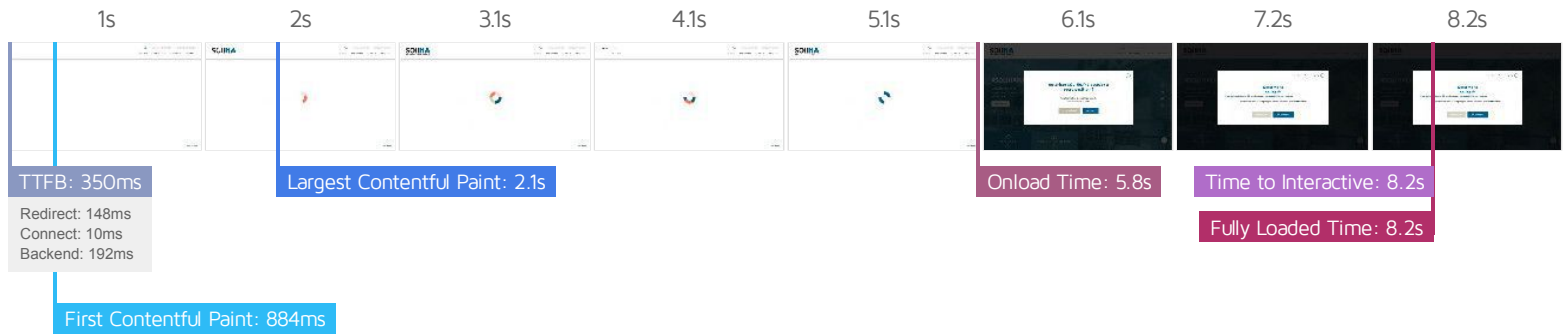 1s 2s 3.1s 4.1s 5.1s 6.1s 7.2s 8.2s
TTFB: 350ms
Redirect: 148ms
Connect: 10ms
Backend: 192ms
Largest Contentful Paint: 2.1s
Onload Time: 5.8s
Time to Interactive: 8.2s
Fully Loaded Time: 8.2s
First Contentful Paint: 884ms